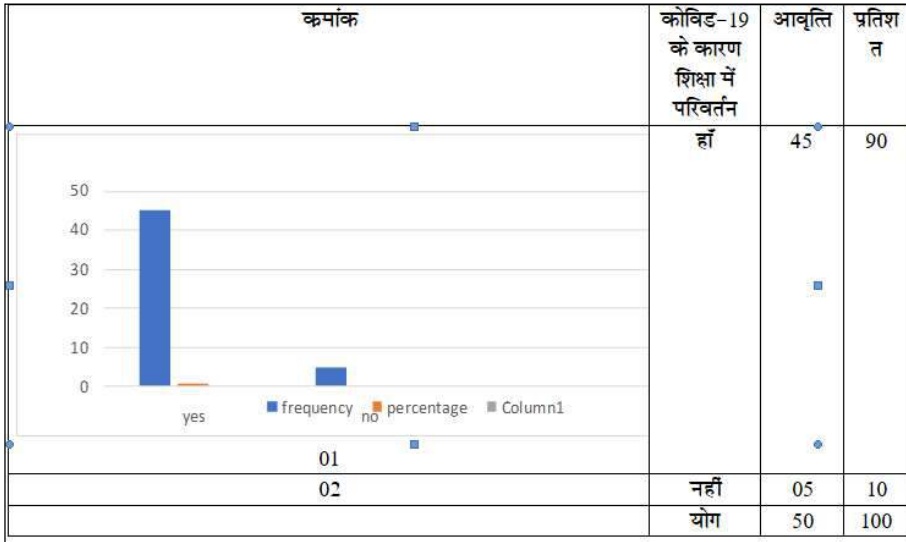 क्रमांक
कोविड-19
के कारण
शिक्षा में
परिवर्तन
आवृत्ति
प्रतिश
त
50
40
30
20
10
0
yes
no
frequency percentage Column1
01
हाँ
45
90
02 नहीं 05 10
योग 50 100